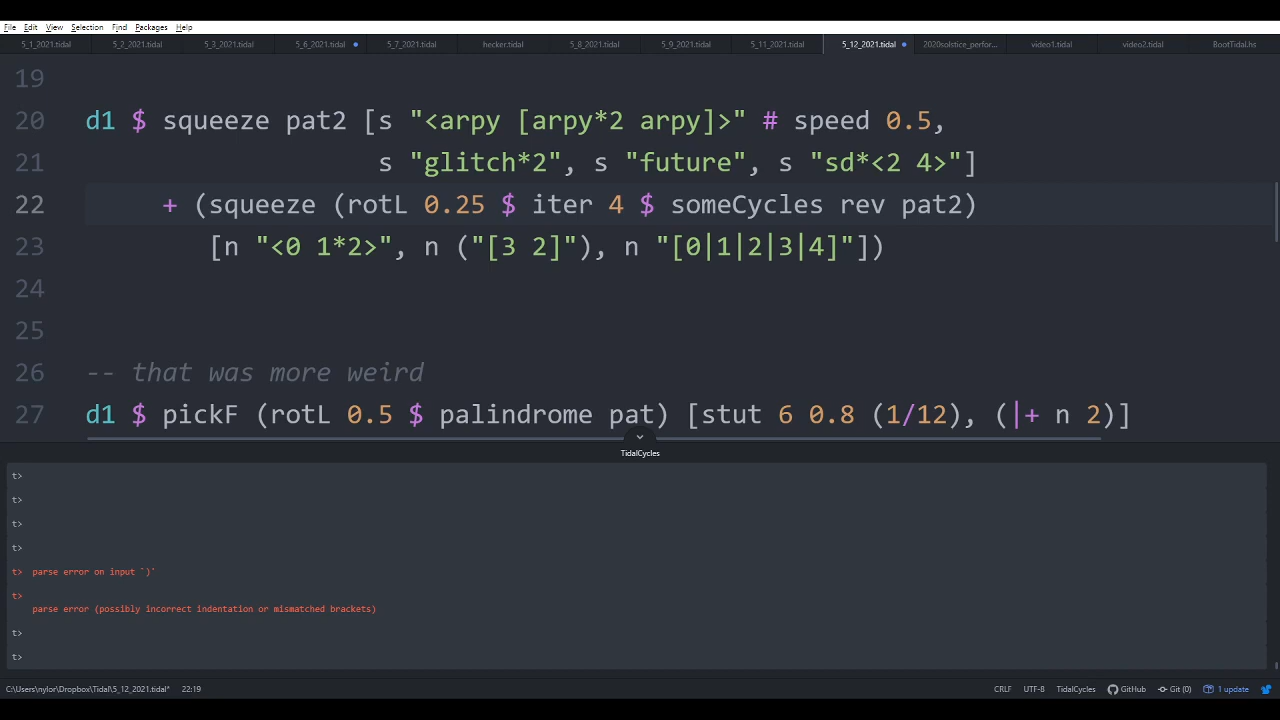 File Edit View Selection Find Packages Help
5_1_2021.tidal 5_2_2021.tidal 5_3_2021.tidal 5_6_2021.tidal 5_7_2021.tidal hecker.tidal 5_8_2021.tidal 5_9_2021.tidal 5_11_2021.tidal 5_12_2021.tidal 2020solstice_perfor... video1.tidal video2.tidal BootTidal.hs
19
20 d1 $ squeeze pat2 [s "<arpy [arpy*2 arpy]>" # speed 0.5,
21 s "glitch*2", s "future", s "sd*<2 4>"]
22 + (squeeze (rotL 0.25 $ iter 4 $ someCycles rev pat2)
23 [n "<0 1*2>", n ("[3 2]"), n "[0|1|2|3|4]"])
24
25
26 -- that was more weird
27 d1 $ pickF (rotL 0.5 $ palindrome pat) [stut 6 0.8 (1/12), (|+ n 2)]
TidalCycles
t>
t>
t>
t>
t> parse error on input `)'
t>
parse error (possibly incorrect indentation or mismatched brackets)
t>
t>
C:\Users\nylor\Dropbox\Tidal\5_12_2021.tidal* 22:19 CRLF UTF-8 TidalCycles GitHub Git (0) 1 update